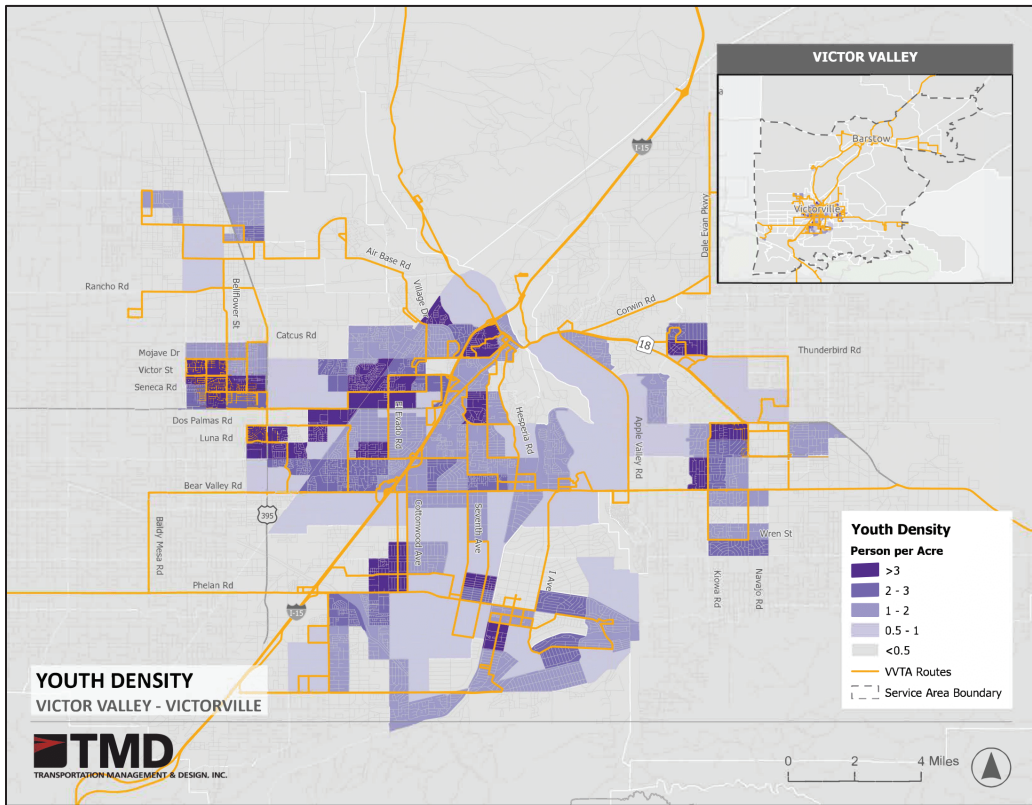 VICTOR VALLEY
a
Barstow
Victorville
I-15
Dale Evan Pkwy
Air Base Rd
Village Dr
Rancho Rd
Bellflower St
Corwin Rd
Catcus Rd
18
Thunderbird Rd
Mojave Dr
Victor St
Seneca Rd
Dos Palmas Rd
El Evado Rd
Hesperia Rd
Apple Valley Rd
Luna Rd
Bear Valley Rd
395
Baldy Mesa Rd
Cottonwood Ave
Seventh Ave
I Ave
Wren St
Kiowa Rd
Navajo Rd
Phelan Rd
I-15
Youth Density
Person per Acre
>3
2 - 3
1 - 2
0.5 - 1
<0.5
VVTA Routes
Service Area Boundary
YOUTH DENSITY
VICTOR VALLEY - VICTORVILLE
TMD
TRANSPORTATION MANAGEMENT & DESIGN, INC.
0 2 4 Miles